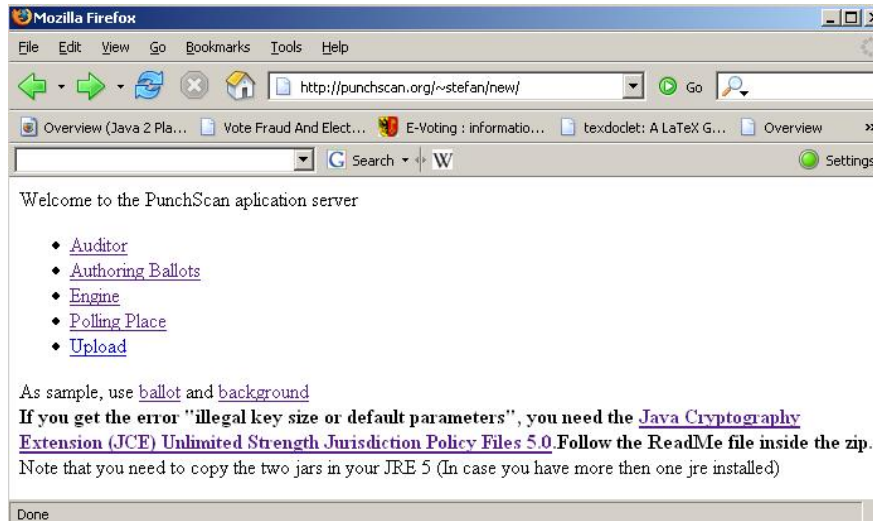 Mozilla Firefox
File Edit View Go Bookmarks Tools Help
http://punchscan.org/~stefan/new/ Go
Overview (Java 2 Pla... Vote Fraud And Elect... E-Voting : informatio... texdoclet: A LaTeX G... Overview »
G Search W Settings
Welcome to the PunchScan aplication server
Auditor
Authoring Ballots
Engine
Polling Place
Upload
As sample, use ballot and background
If you get the error "illegal key size or default parameters", you need the Java Cryptography
Extension (JCE) Unlimited Strength Jurisdiction Policy Files 5.0.Follow the ReadMe file inside the zip.
Note that you need to copy the two jars in your JRE 5 (In case you have more then one jre installed)
Done